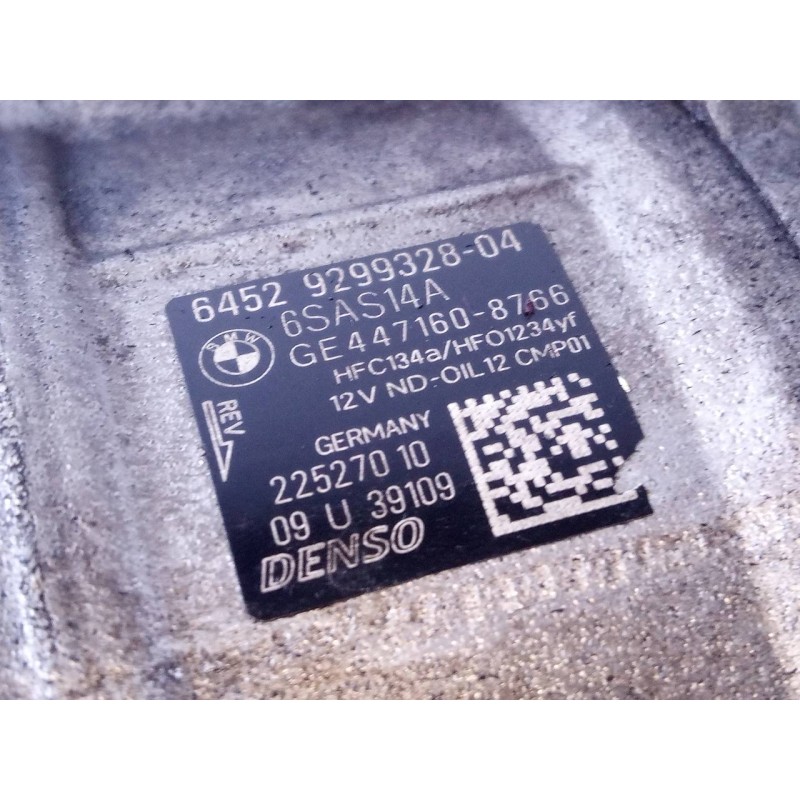 6452 9299328-04
6SAS14A
BMW
GE447160-8766
HFC134a/HFO1234yf
12V ND-OIL12 CMP01
REV
GERMANY
225270 10
09 U 39109
DENSO